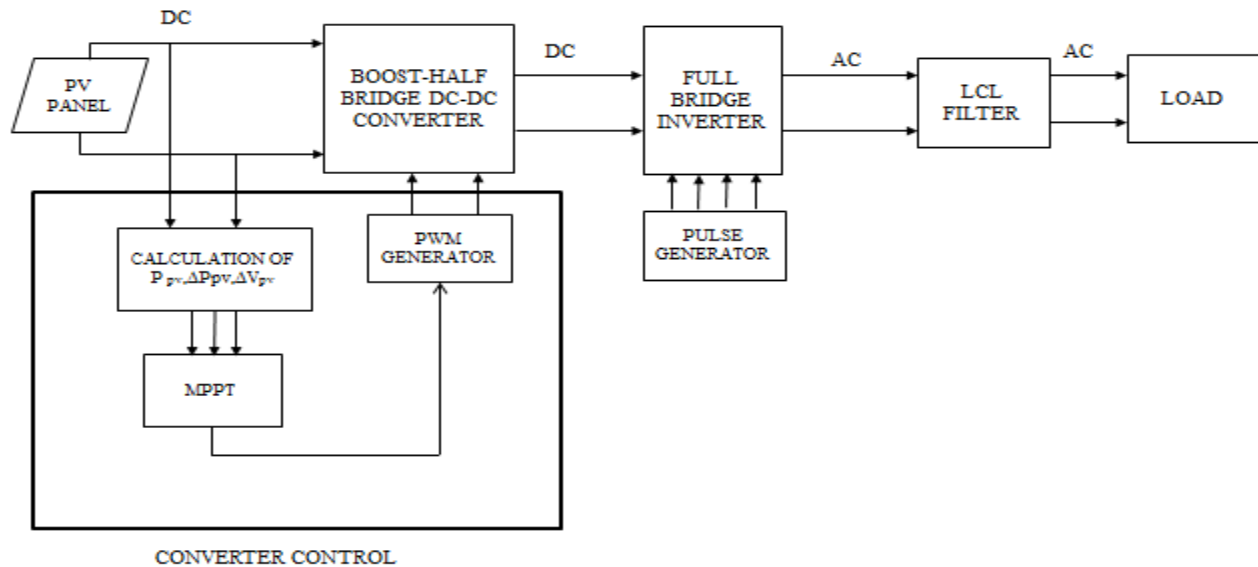 DC
PV
PANEL
BOOST-HALF
BRIDGE DC-DC
CONVERTER
DC
FULL
BRIDGE
INVERTER
AC
LCL
FILTER
AC
LOAD
CALCULATION OF
P pv,ΔPpv,ΔVpv
PWM
GENERATOR
PULSE
GENERATOR
MPPT
CONVERTER CONTROL